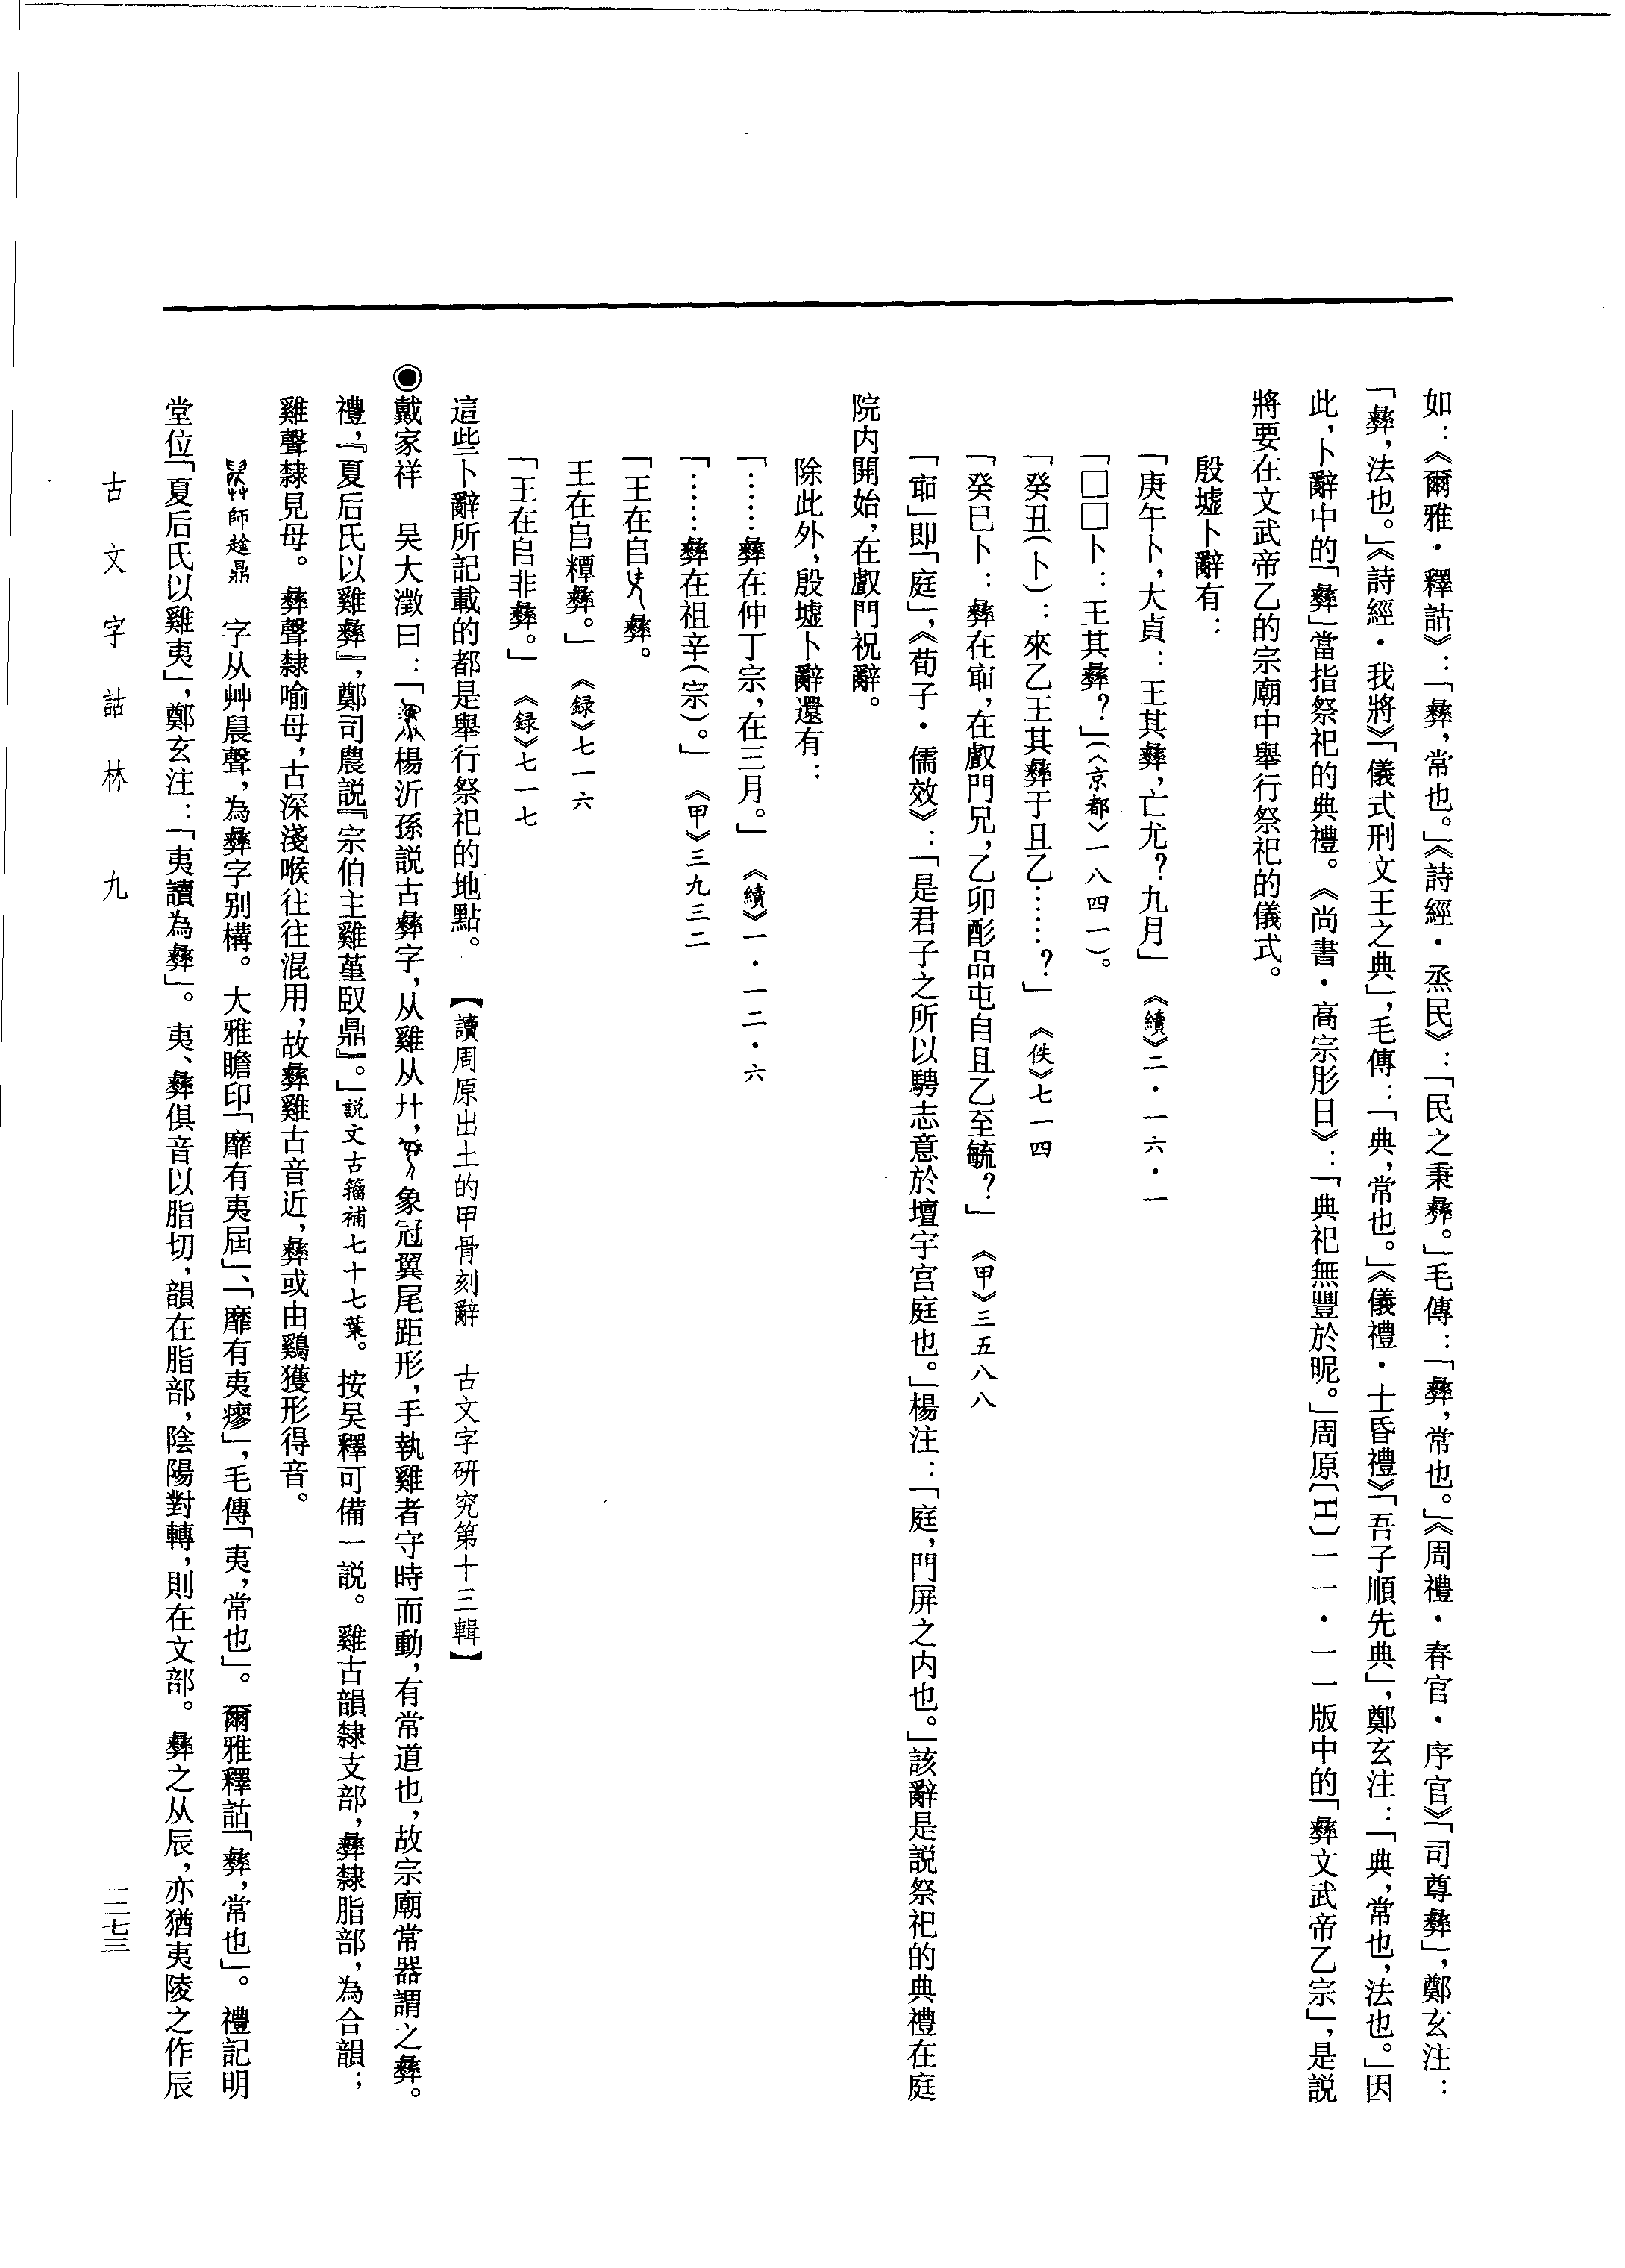 如：《爾雅·釋詁》：「彝，常也。」《詩經·烝民》：「民之秉彝。」毛傳：「彝，常也。」《周禮·春官·序官》「司尊彝」，鄭玄注：
「彝，法也。」《詩經·我將》「儀式刑文王之典」，毛傳：「典，常也。」《儀禮·士昏禮》「吾子順先典」，鄭玄注：「典，常也，法也。」因
此，卜辭中的「彝」當指祭祀的典禮。《尚書·高宗肜日》：「典祀無豐於昵。」周原〔H〕一一·一一版中的「彝文武帝乙宗」，是説
將要在文武帝乙的宗廟中舉行祭祀的儀式。
殷墟卜辭有：
「庚午卜，大貞：王其彝，亡尤？九月」　《續》二·一六·一
「□□卜：王其彝？」（〈京都〉一八四一）。
「癸丑（卜）：來乙王其彝于且乙……？」　《佚》七一四
「癸巳卜：彝在㕔，在㕡門兄，乙卯酌品屯自且乙至毓？」　《甲》三五八八
「」即「庭」，《荀子·儒效》：「是君子之所以騁志意於壇宇宫庭也。」楊注：「庭，門屏之内也。」該辭是説祭祀的典禮在庭
院内開始，在門祝辭。
除此外，殷墟卜辭還有：
「……彝在仲丁宗，在三月。」　《續》一·一二·六
「……彝在祖辛（宗）。」　《甲》三九三二
「王在𠂤彝。
王在𠂤彝。」　《録》七一六
「王在𠂤非彝。」　《録》七一七
這些卜辭所記載的都是舉行祭祀的地點。　【讀周原出土的甲骨刻辭　古文字研究第十三輯】
◉戴家祥　吴大澂曰：「楊沂孫説古彝字，从雞从廾，象冠翼尾距形，手執雞者守時而動，有常道也，故宗廟常器謂之彝。
禮，『夏后氏以雞彝』，鄭司農説『宗伯主雞堇臤鼎』。」説文古籀補七十七葉。按吴釋可備一説。雞古韻隸支部，彝隸脂部，為合韻；
雞聲隸見母。彝聲隸喻母，古深淺喉往往混用，故彝雞古音近，彝或由鷄獲形得音。
師趛鼎　字从艸晨聲，為彝字别構。大雅瞻卬「靡有夷屆」、「靡有夷瘳」，毛傳「夷，常也」。爾雅釋詁「彝，常也」。禮記明
堂位「夏后氏以雞夷」，鄭玄注：「夷讀為彝」。夷、彝俱音以脂切，韻在脂部，陰陽對轉，則在文部。彝之从辰，亦猶夷陵之作辰
古文字詁林　九
一二七三